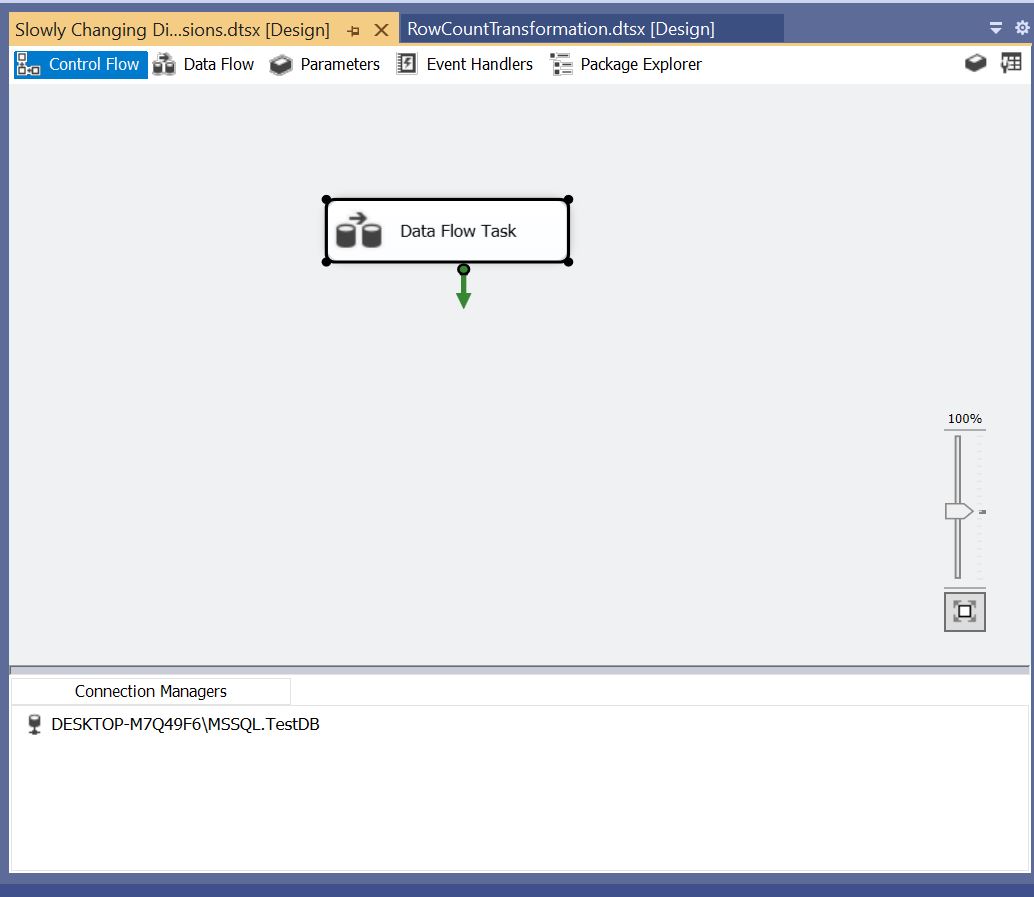 Slowly Changing Di...sions.dtsx [Design]
RowCountTransformation.dtsx [Design]
Control Flow
Data Flow
Parameters
Event Handlers
Package Explorer
Data Flow Task
100%
Connection Managers
DESKTOP-M7Q49F6\MSSQL.TestDB